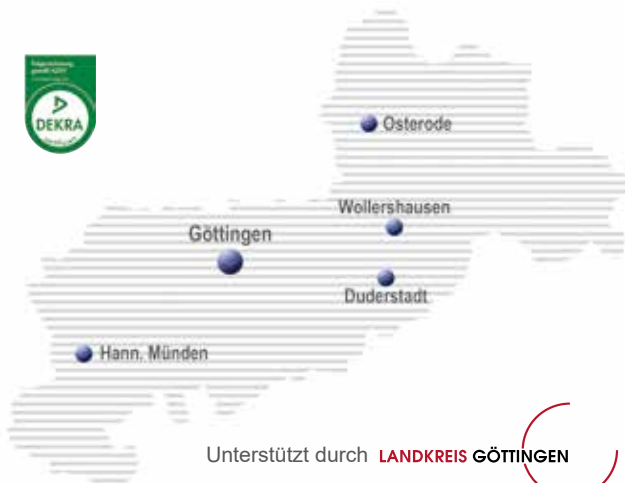 DEKRA
Osterode
Wollershausen
Göttingen
Duderstadt
Hann. Münden
Unterstützt durch LANDKREIS GÖTTINGEN